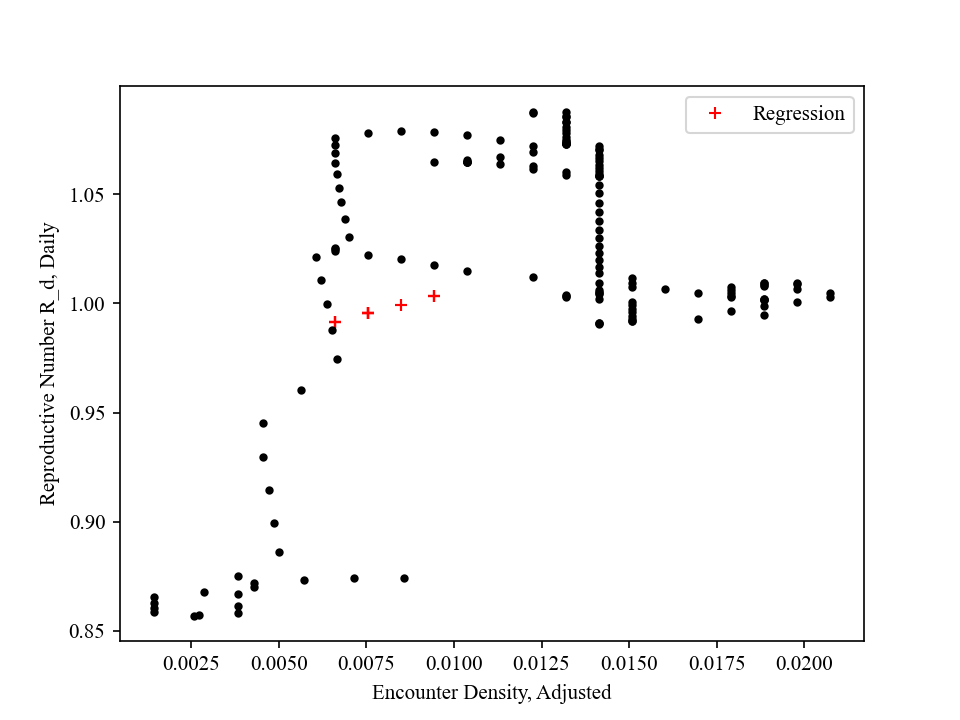 Regression
Reproductive Number R_d, Daily
1.05
1.00
0.95
0.90
0.85
0.0025 0.0050 0.0075 0.0100 0.0125 0.0150 0.0175 0.0200
Encounter Density, Adjusted